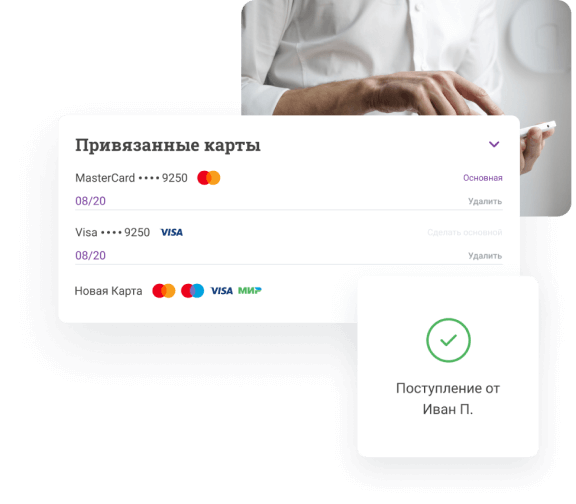 Привязанные карты
MasterCard •••• 9250
Основная
08/20
Удалить
Visa •••• 9250 VISA
Сделать основной
08/20
Удалить
Новая Карта VISA МИР
Поступление от
Иван П.